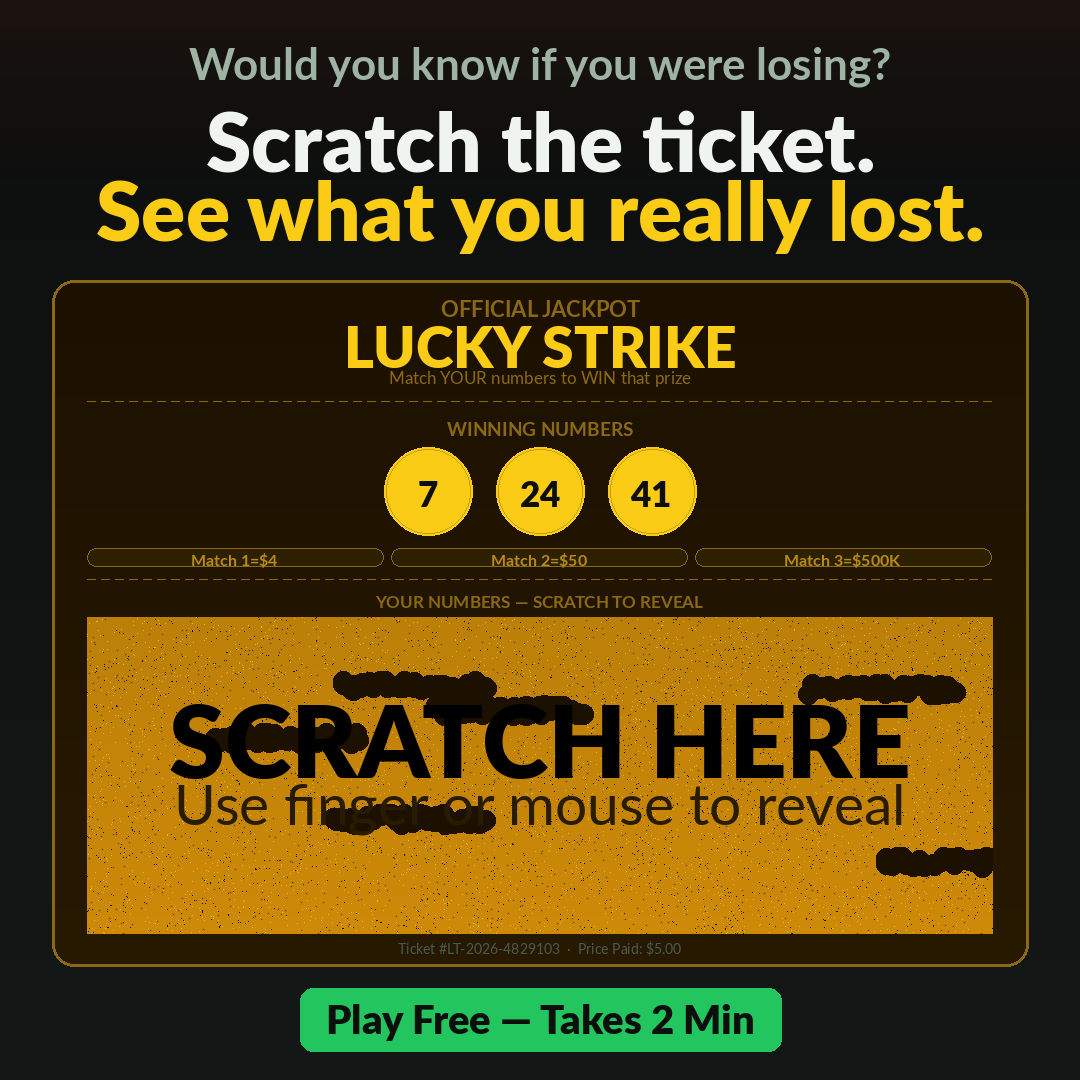 Would you know if you were losing?
Scratch the ticket.
See what you really lost.
OFFICIAL JACKPOT
LUCKY STRIKE
Match YOUR numbers to WIN that prize
WINNING NUMBERS
7 24 41
Match 1=$4 Match 2=$50 Match 3=$500K
YOUR NUMBERS — SCRATCH TO REVEAL
SCRATCH HERE
Use finger or mouse to reveal
Ticket #LT-2026-4829103 · Price Paid: $5.00
Play Free — Takes 2 Min